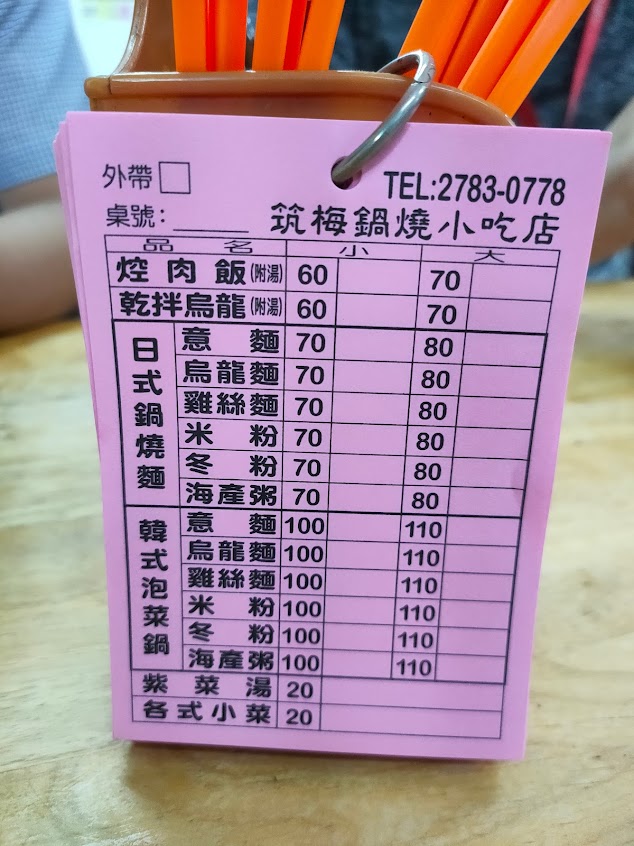 外帶□ TEL:2783-0778
桌號:____ 筑梅鍋燒小吃店
品名 小 大
焢肉飯(附湯) 60 70
乾拌烏龍(附湯) 60 70
日式鍋燒麵
意麵 70 80
烏龍麵 70 80
雞絲麵 70 80
米粉 70 80
冬粉 70 80
海產粥 70 80
韓式泡菜鍋
意麵 100 110
烏龍麵 100 110
雞絲麵 100 110
米粉 100 110
冬粉 100 110
海產粥 100 110
紫菜湯 20
各式小菜 20